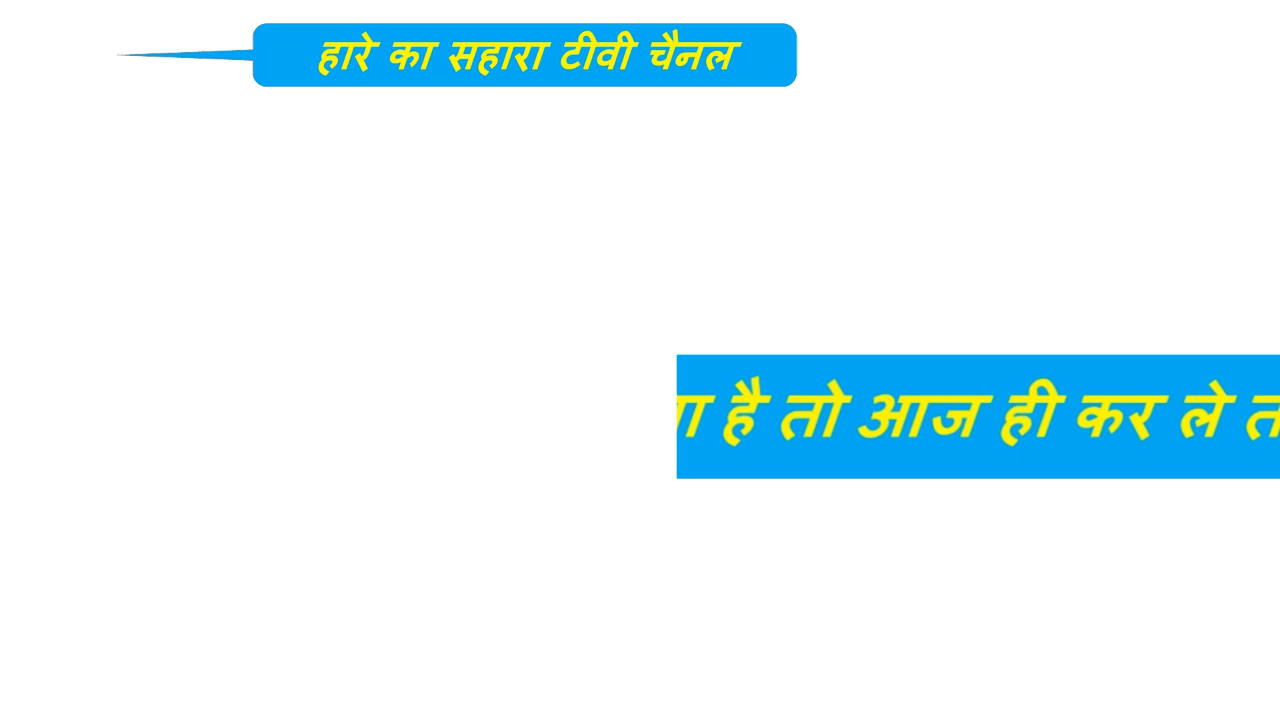 हारे का सहारा टीवी चैनल
है तो आज ही कर ले